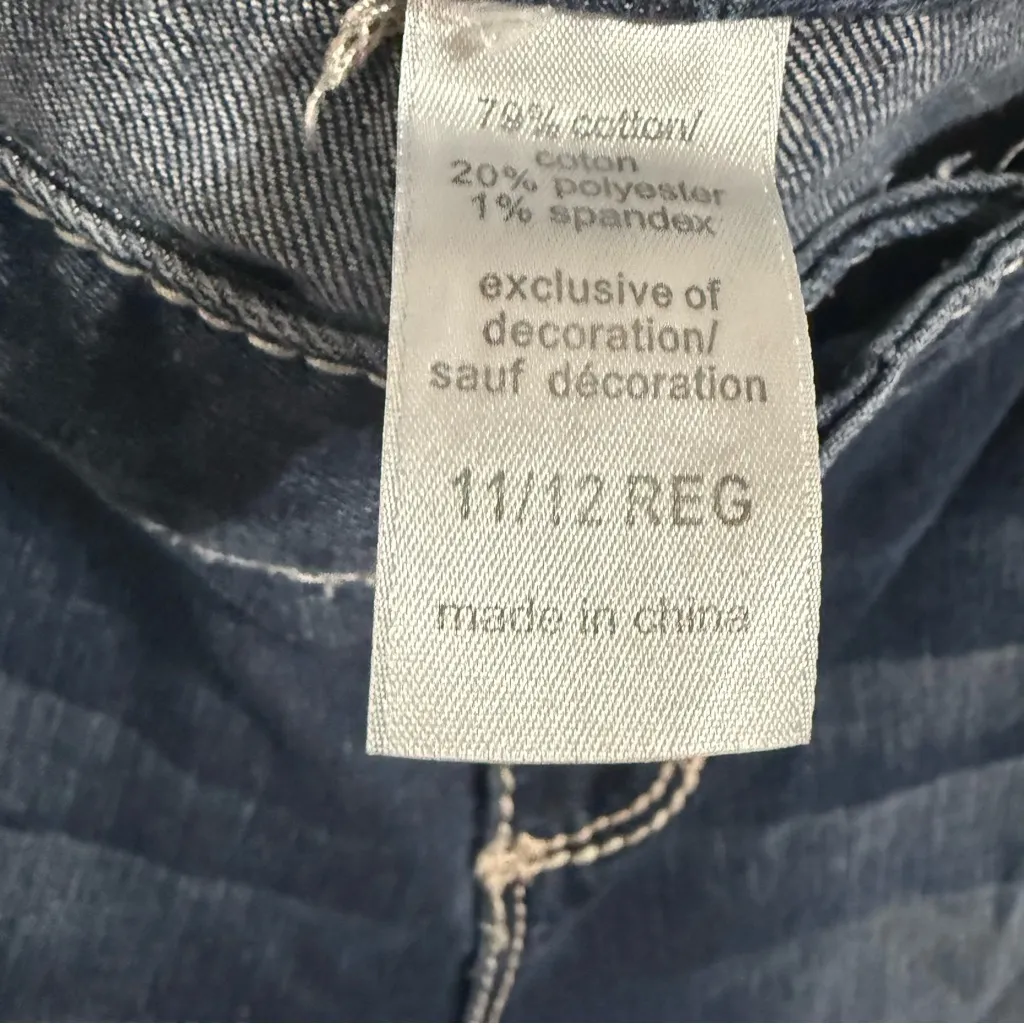 79% cotton/
coton
20% polyester
1% spandex
exclusive of
decoration/
sauf décoration
11/12 REG
made in china